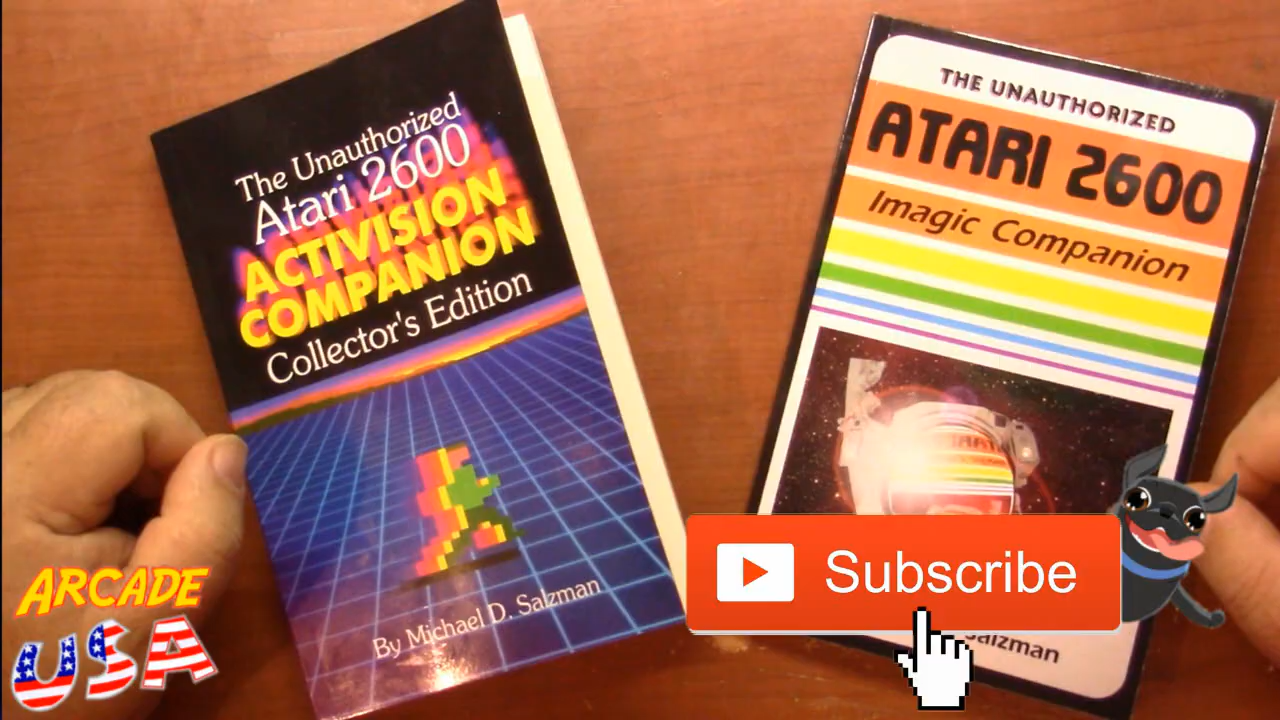 The Unauthorized
Atari 2600
ACTIVISION
COMPANION
Collector's Edition
By Michael D. Salzman
THE UNAUTHORIZED
ATARI 2600
Imagic Companion
Salzman
Subscribe
ARCADE
USA